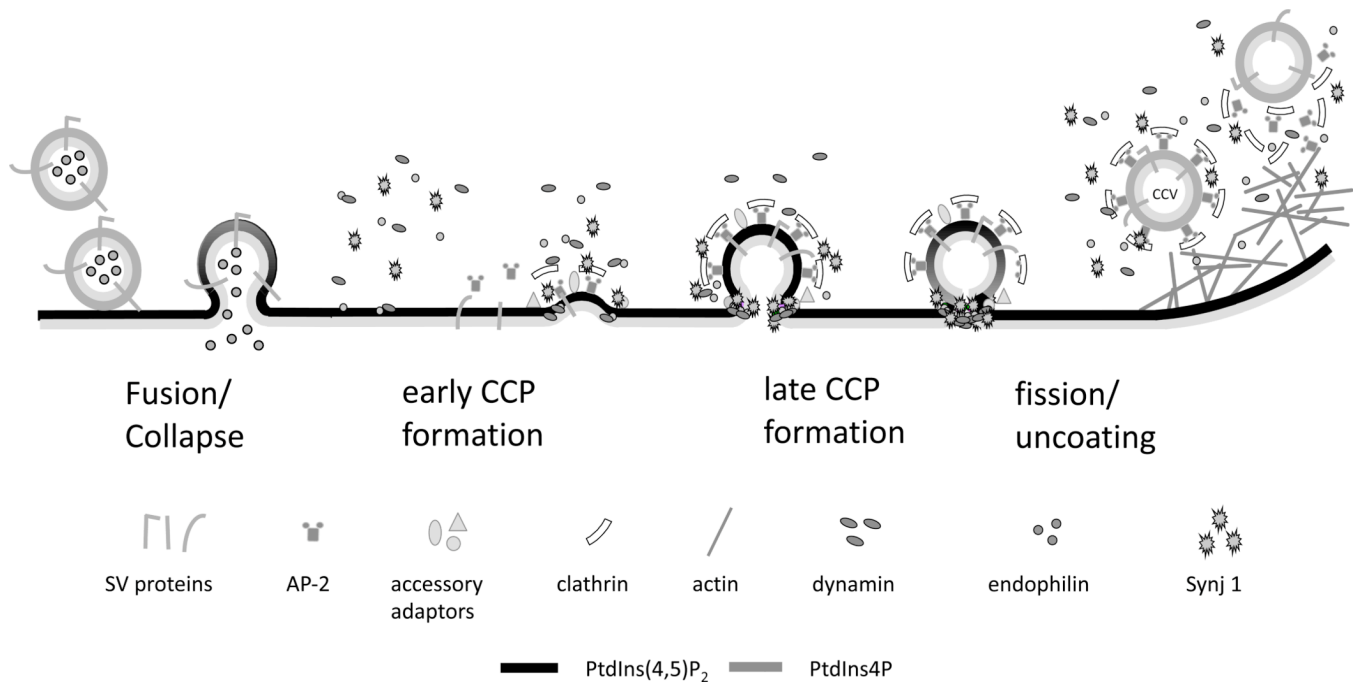 CCV
Fusion/
Collapse
early CCP
formation
late CCP
formation
fission/
uncoating
SV proteins
AP-2
accessory
adaptors
clathrin
actin
dynamin
endophilin
Synj 1
PtdIns(4,5)P₂
PtdIns4P